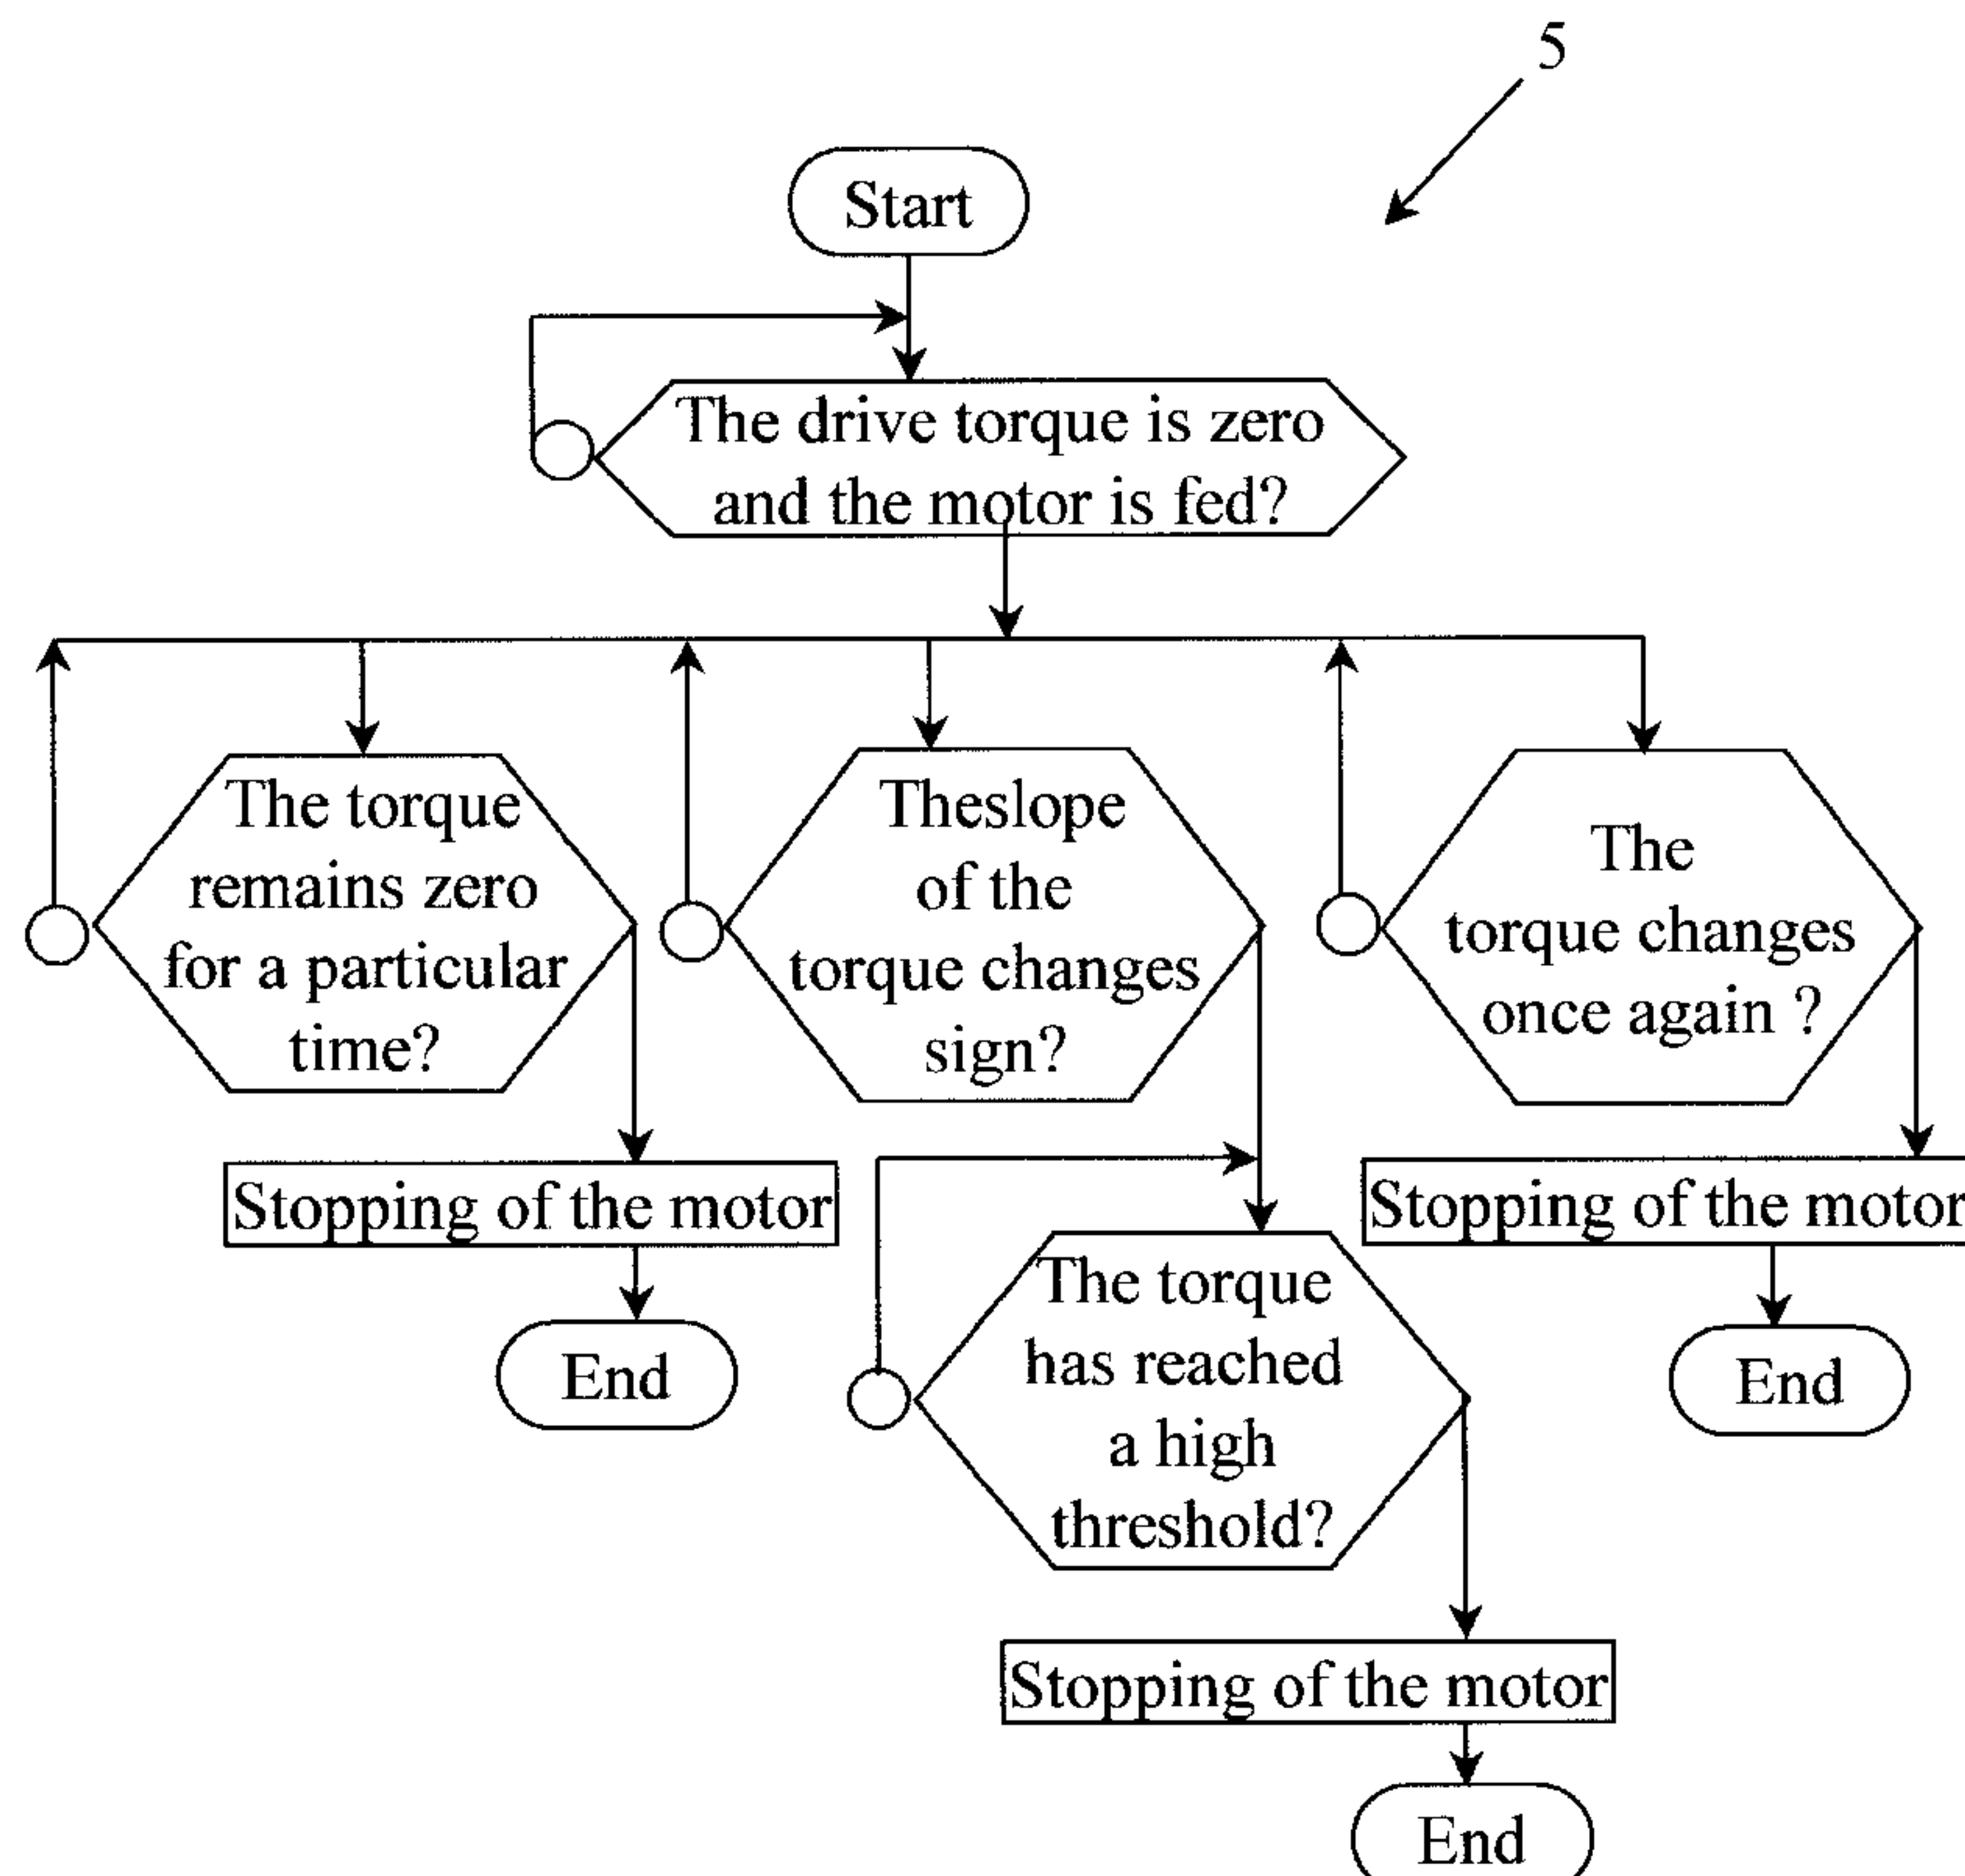 5
Start
The drive torque is zero
and the motor is fed?
The torque
remains zero
for a particular
time?
Theslope
of the
torque changes
sign?
The
torque changes
once again ?
Stopping of the motor
End
The torque
has reached
a high
threshold?
Stopping of the motor
End
Stopping of the motor
End